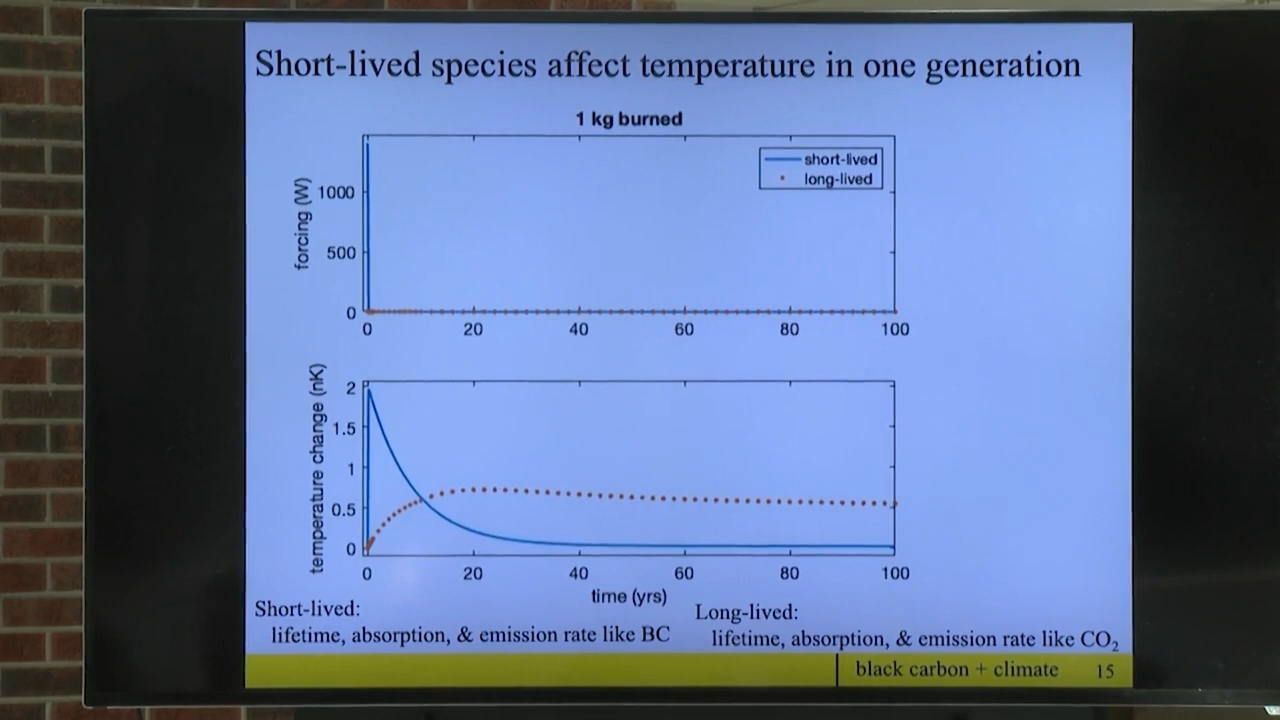 Short-lived species affect temperature in one generation
1 kg burned
short-lived
long-lived
forcing (W)
1000
500
0
0 20 40 60 80 100
temperature change (nK)
2
1.5
1
0.5
0
0 20 40 60 80 100
time (yrs)
Short-lived:
lifetime, absorption, & emission rate like BC
Long-lived:
lifetime, absorption, & emission rate like CO₂
black carbon + climate 15